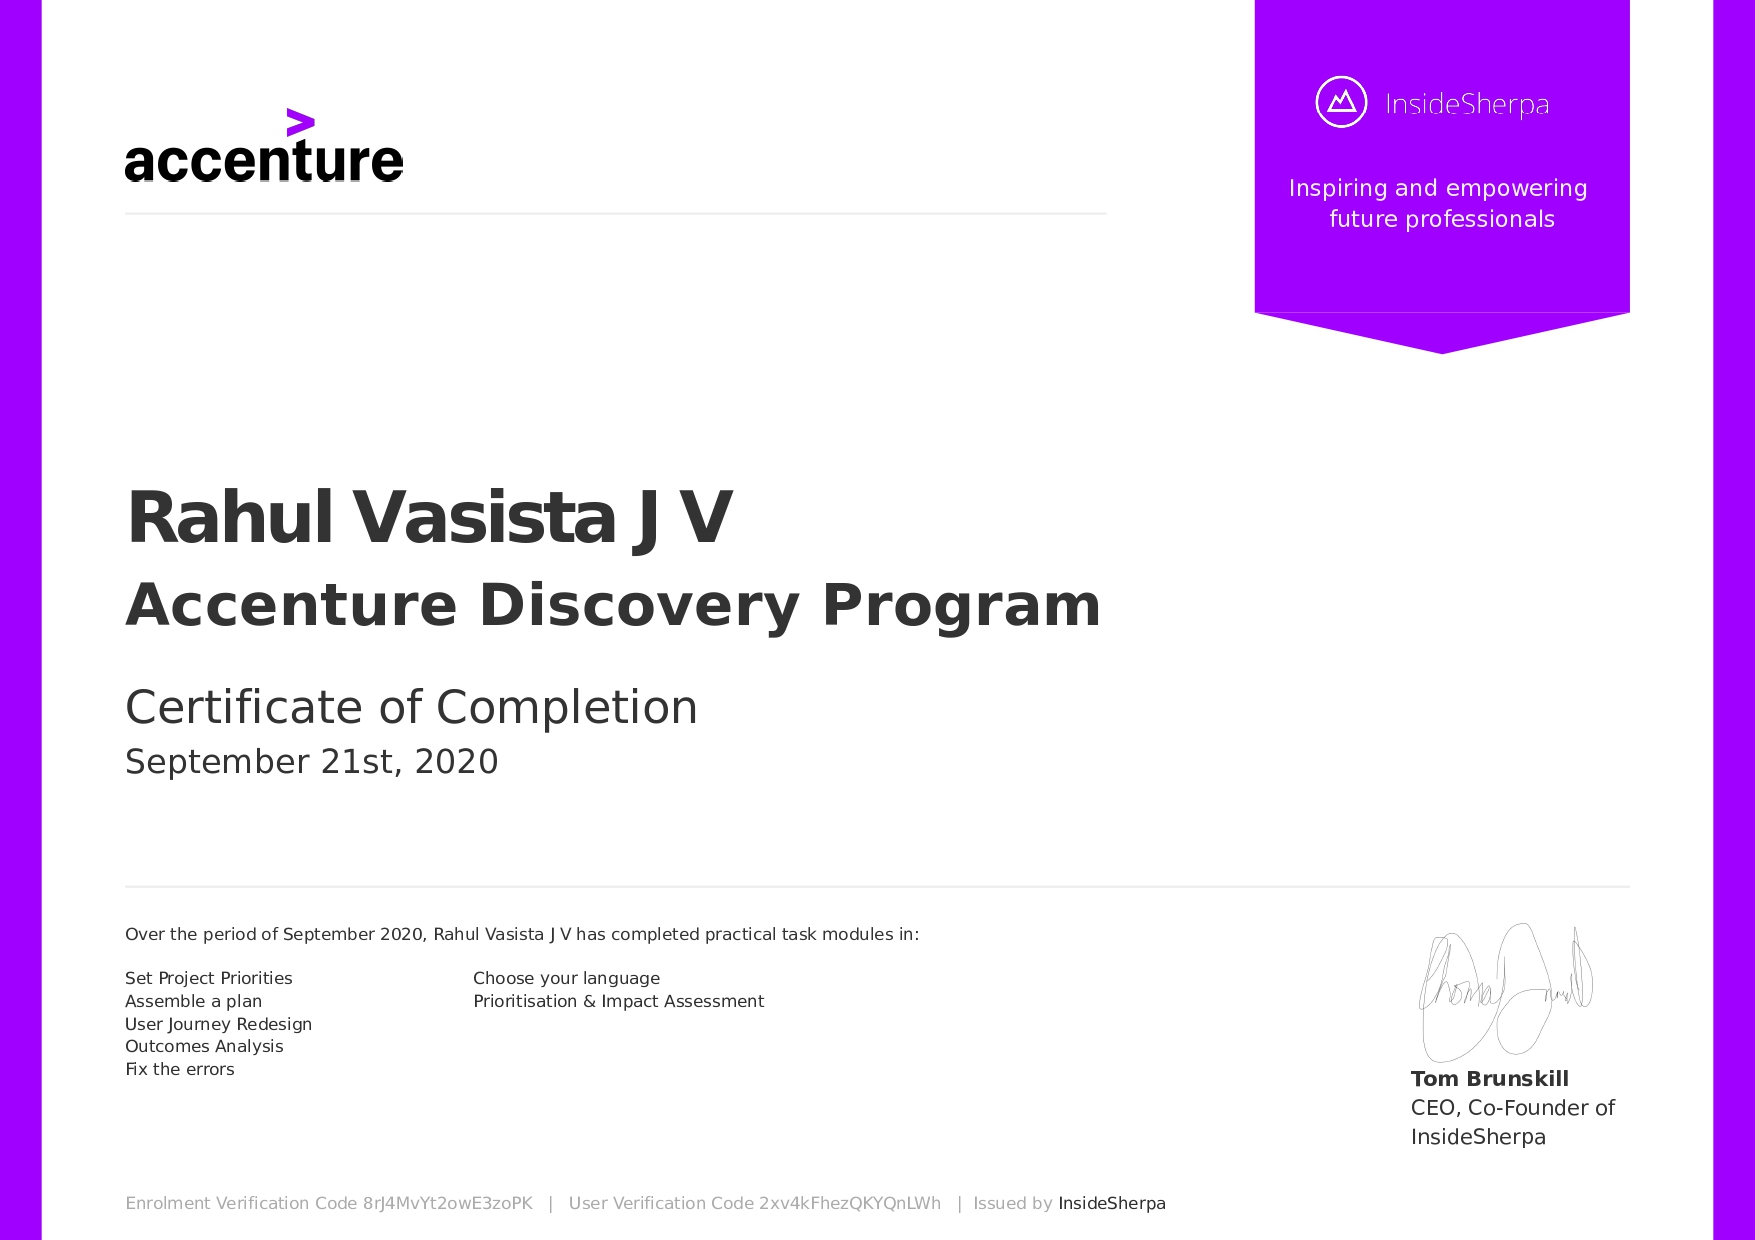 accenture
>
InsideSherpa
Inspiring and empowering
future professionals
Rahul Vasista J V
Accenture Discovery Program
Certificate of Completion
September 21st, 2020
Over the period of September 2020, Rahul Vasista J V has completed practical task modules in:
Set Project Priorities
Assemble a plan
User Journey Redesign
Outcomes Analysis
Fix the errors
Choose your language
Prioritisation & Impact Assessment
Tom Brunskill
CEO, Co-Founder of
InsideSherpa
Enrolment Verification Code 8rJ4MvYt2owE3zoPK | User Verification Code 2xv4kFhezQKYQnLWh | Issued by InsideSherpa